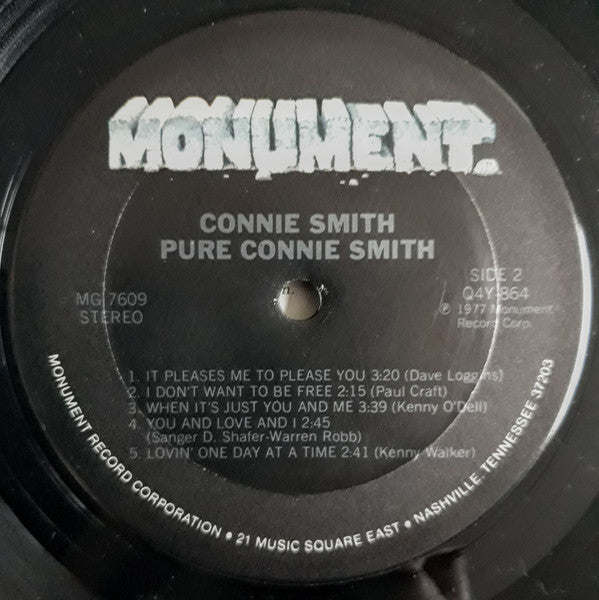 MONUMENT.
CONNIE SMITH
PURE CONNIE SMITH
SIDE 2
MG 7609
Q4Y-864
STEREO
℗ 1977 Monument
Record Corp.
1. IT PLEASES ME TO PLEASE YOU 3:20 (Dave Loggins)
2. I DON'T WANT TO BE FREE 2:15 (Paul Craft)
3. WHEN IT'S JUST YOU AND ME 3:39 (Kenny O'Dell)
4. YOU AND LOVE AND I 2:45
(Sanger D. Shafer-Warren Robb)
5. LOVIN' ONE DAY AT A TIME 2:41 (Kenny Walker)
MONUMENT RECORD CORPORATION • 21 MUSIC SQUARE EAST • NASHVILLE, TENNESSEE 37203